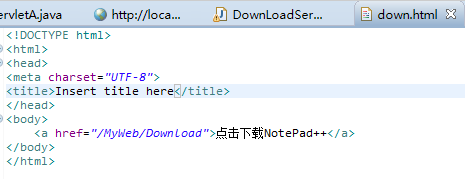 ervletA.java http://loca... DownLoadSer... down.html
<!DOCTYPE html>
<html>
<head>
<meta charset="UTF-8">
<title>Insert title here</title>
</head>
<body>
<a href="/MyWeb/Download">点击下载NotePad++</a>
</body>
</html>